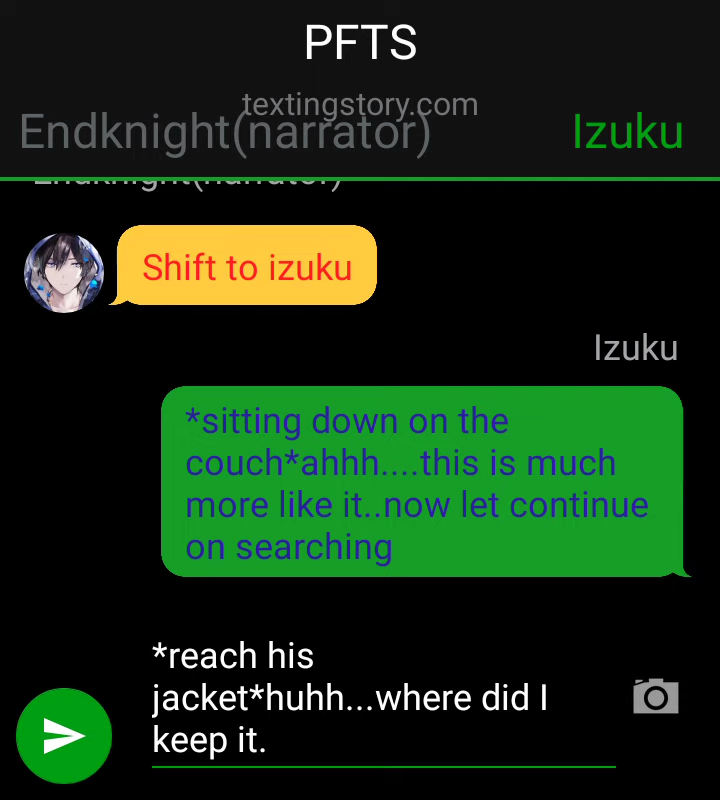 PFTS
textingstory.com
Endknight(narrator) Izuku
Endknight(narrator)
Shift to izuku
Izuku
*sitting down on the
couch*ahhh....this is much
more like it..now let continue
on searching
*reach his
jacket*huhh...where did I
keep it.